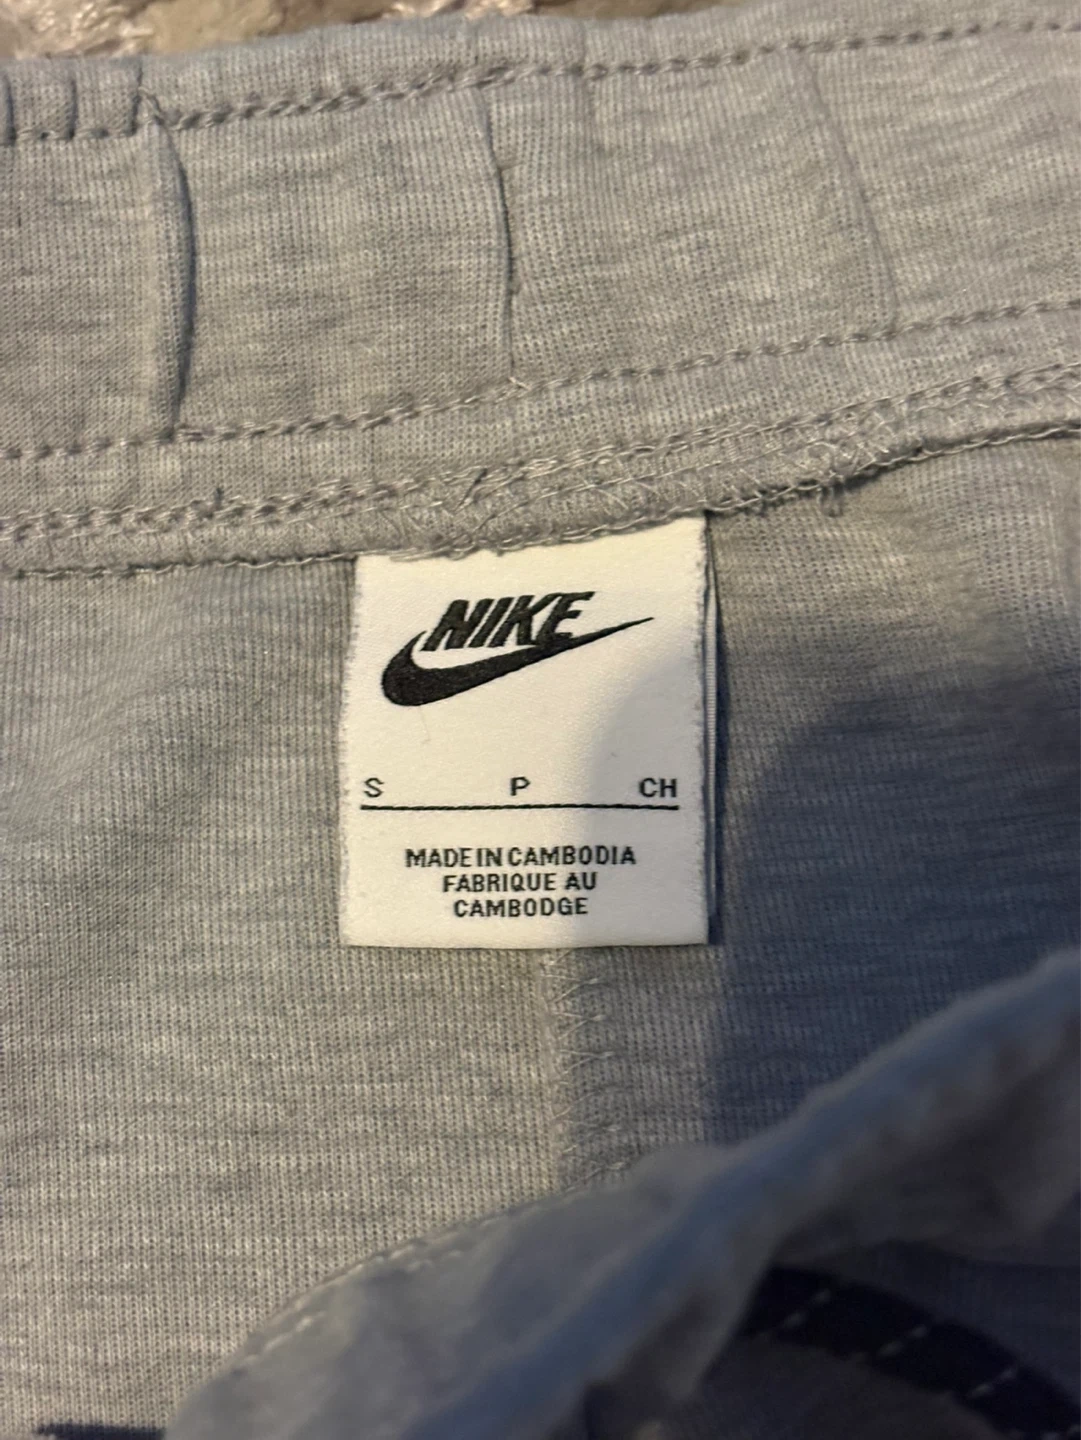 NIKE
S P CH
MADE IN CAMBODIA
FABRIQUE AU
CAMBODGE